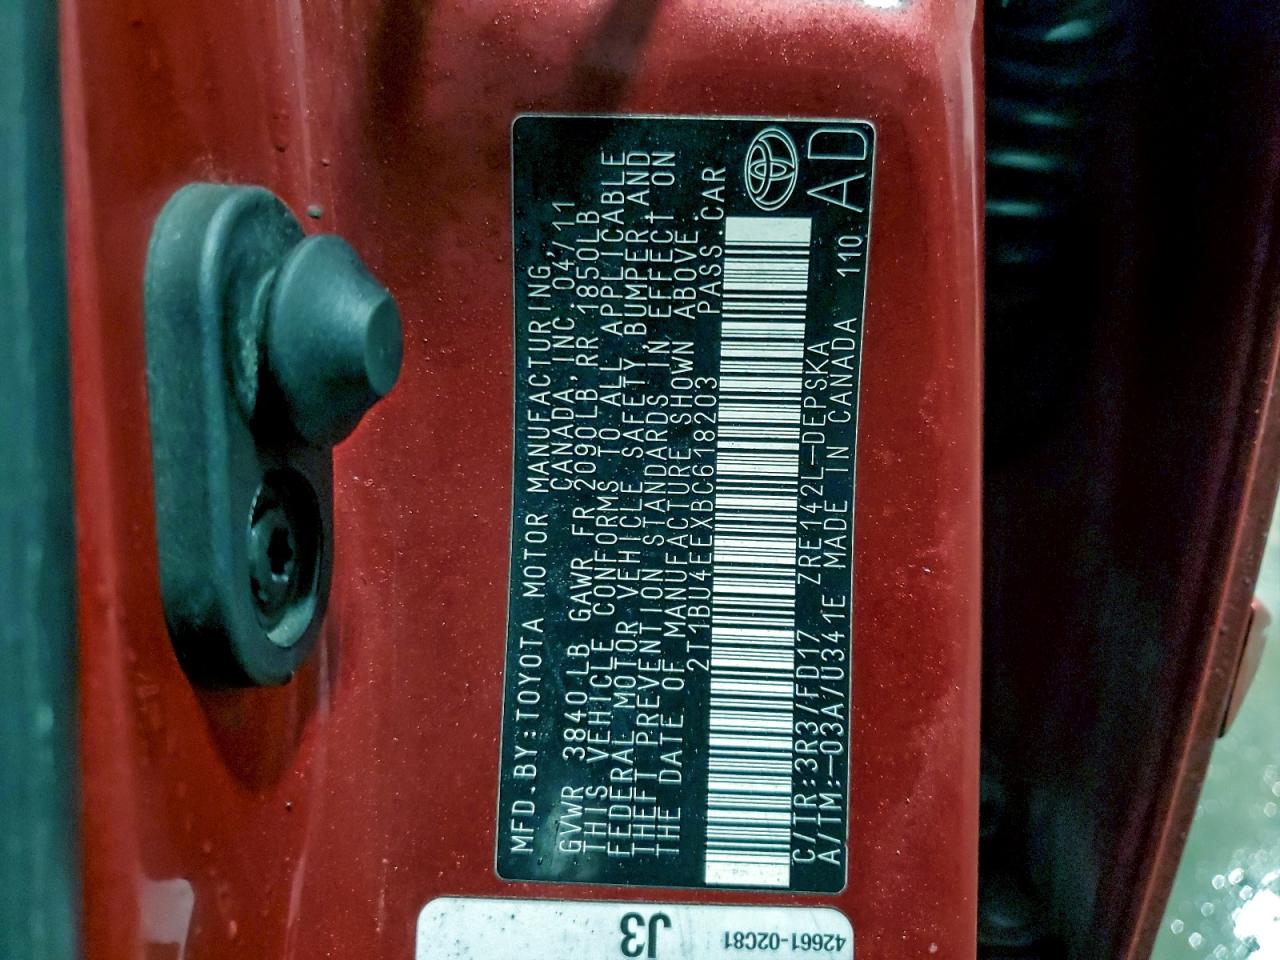 MFD.BY:TOYOTA MOTOR MANUFACTURING,
CANADA, INC. 04/11
GVWR 3840 LB GAWR FR 2090LB RR 1850LB
THIS VEHICLE CONFORMS TO ALL APPLICABLE
FEDERAL MOTOR VEHICLE SAFETY, BUMPER, AND
THEFT PREVENTION STANDARDS IN EFFECT ON
THE DATE OF MANUFACTURE SHOWN ABOVE.
2T1BU4EEXBC618203 PASS.CAR
C/TR:3R3/FD17 ZRE142L-DEPSKA
A/TM:-03A/U341E MADE IN CANADA 110
AD
J3
42661-02C81